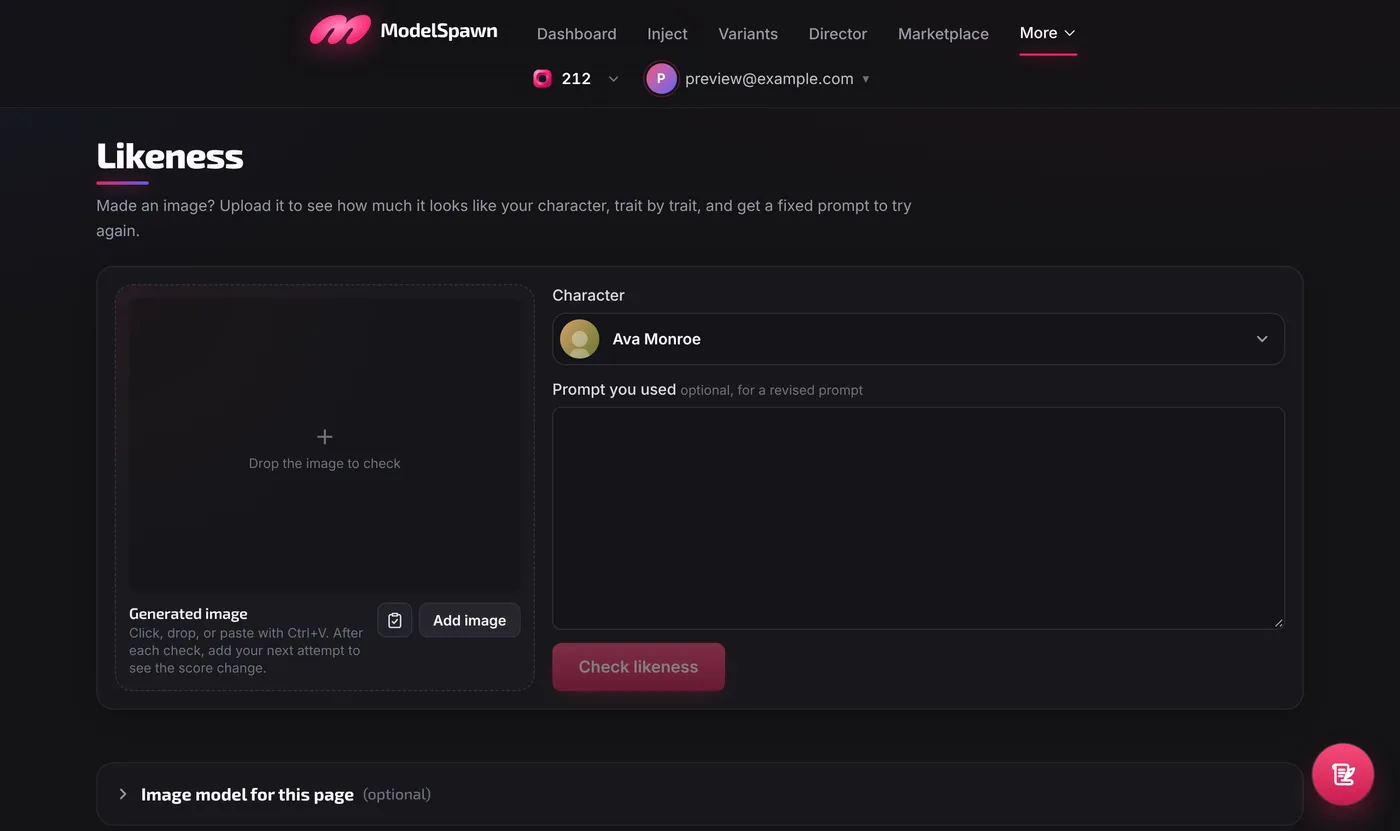 ModelSpawn
Dashboard
Inject
Variants
Director
Marketplace
More
212
P
preview@example.com
Likeness
Made an image? Upload it to see how much it looks like your character, trait by trait, and get a fixed prompt to try
again.
Drop the image to check
Generated image
Click, drop, or paste with Ctrl+V. After
each check, add your next attempt to
see the score change.
Add image
Character
Ava Monroe
Prompt you used optional, for a revised prompt
Check likeness
Image model for this page (optional)